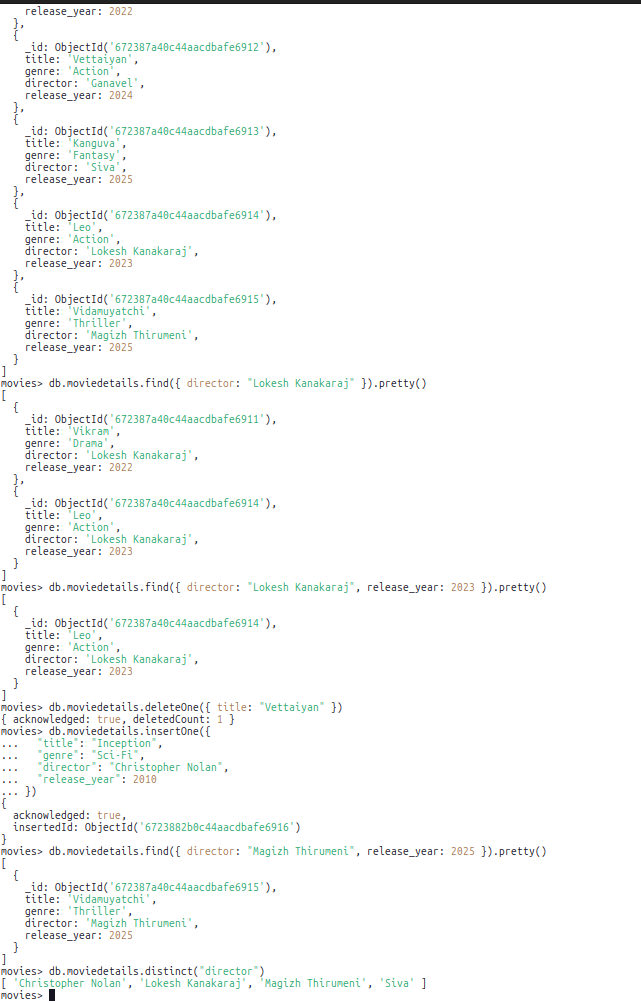 release_year: 2022
  },
  {
    _id: ObjectId('672387a40c44aacdbafe6912'),
    title: 'Vettaiyan',
    genre: 'Action',
    director: 'Ganavel',
    release_year: 2024
  },
  {
    _id: ObjectId('672387a40c44aacdbafe6913'),
    title: 'Kanguva',
    genre: 'Fantasy',
    director: 'Siva',
    release_year: 2025
  },
  {
    _id: ObjectId('672387a40c44aacdbafe6914'),
    title: 'Leo',
    genre: 'Action',
    director: 'Lokesh Kanakaraj',
    release_year: 2023
  },
  {
    _id: ObjectId('672387a40c44aacdbafe6915'),
    title: 'Vidamuyatchi',
    genre: 'Thriller',
    director: 'Magizh Thirumeni',
    release_year: 2025
  }
]
movies> db.moviedetails.find({ director: "Lokesh Kanakaraj" }).pretty()
[
  {
    _id: ObjectId('672387a40c44aacdbafe6911'),
    title: 'Vikram',
    genre: 'Drama',
    director: 'Lokesh Kanakaraj',
    release_year: 2022
  },
  {
    _id: ObjectId('672387a40c44aacdbafe6914'),
    title: 'Leo',
    genre: 'Action',
    director: 'Lokesh Kanakaraj',
    release_year: 2023
  }
]
movies> db.moviedetails.find({ director: "Lokesh Kanakaraj", release_year: 2023 }).pretty()
[
  {
    _id: ObjectId('672387a40c44aacdbafe6914'),
    title: 'Leo',
    genre: 'Action',
    director: 'Lokesh Kanakaraj',
    release_year: 2023
  }
]
movies> db.moviedetails.deleteOne({ title: "Vettaiyan" })
{ acknowledged: true, deletedCount: 1 }
movies> db.moviedetails.insertOne({
...   "title": "Inception",
...   "genre": "Sci-Fi",
...   "director": "Christopher Nolan",
...   "release_year": 2010
... })
{
  acknowledged: true,
  insertedId: ObjectId('6723882b0c44aacdbafe6916')
}
movies> db.moviedetails.find({ director: "Magizh Thirumeni", release_year: 2025 }).pretty()
[
  {
    _id: ObjectId('672387a40c44aacdbafe6915'),
    title: 'Vidamuyatchi',
    genre: 'Thriller',
    director: 'Magizh Thirumeni',
    release_year: 2025
  }
]
movies> db.moviedetails.distinct("director")
[ 'Christopher Nolan', 'Lokesh Kanakaraj', 'Magizh Thirumeni', 'Siva' ]
movies>